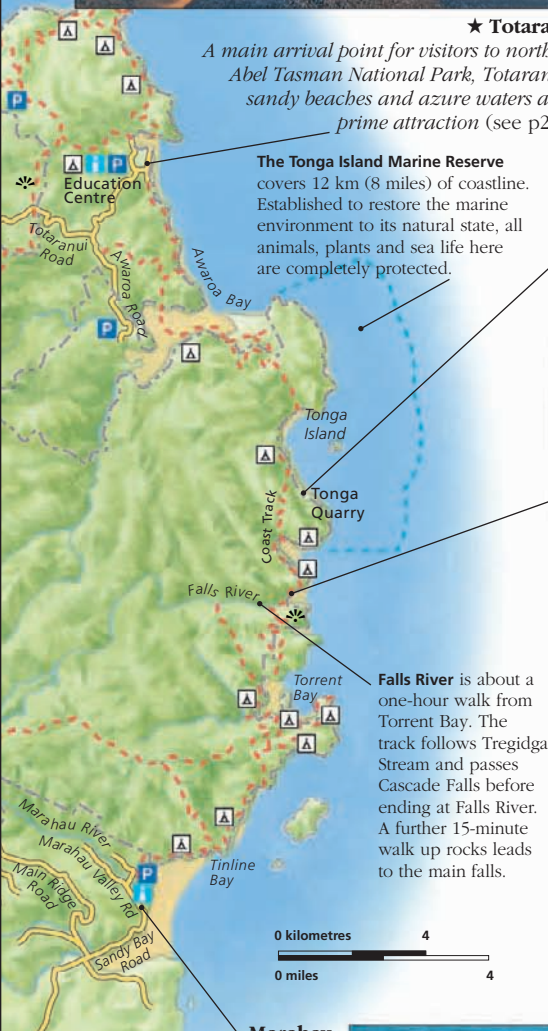 ★ Totara
A main arrival point for visitors to north
Abel Tasman National Park, Totaran
sandy beaches and azure waters a
prime attraction (see p2
The Tonga Island Marine Reserve
covers 12 km (8 miles) of coastline.
Established to restore the marine
environment to its natural state, all
animals, plants and sea life here
are completely protected.
P
i P
Education
Centre
Totaranui
Road
Awaroa Road
Awaroa Bay
P
Tonga
Island
Tonga
Quarry
Coast Track
Falls River
Torrent
Bay
Falls River is about a
one-hour walk from
Torrent Bay. The
track follows Tregidga
Stream and passes
Cascade Falls before
ending at Falls River.
A further 15-minute
walk up rocks leads
to the main falls.
Marahau River
Marahau Valley Rd
Main Ridge
Road
P
i
Tinline
Bay
Sandy Bay
Road
0 kilometres 4
0 miles 4
Marahau